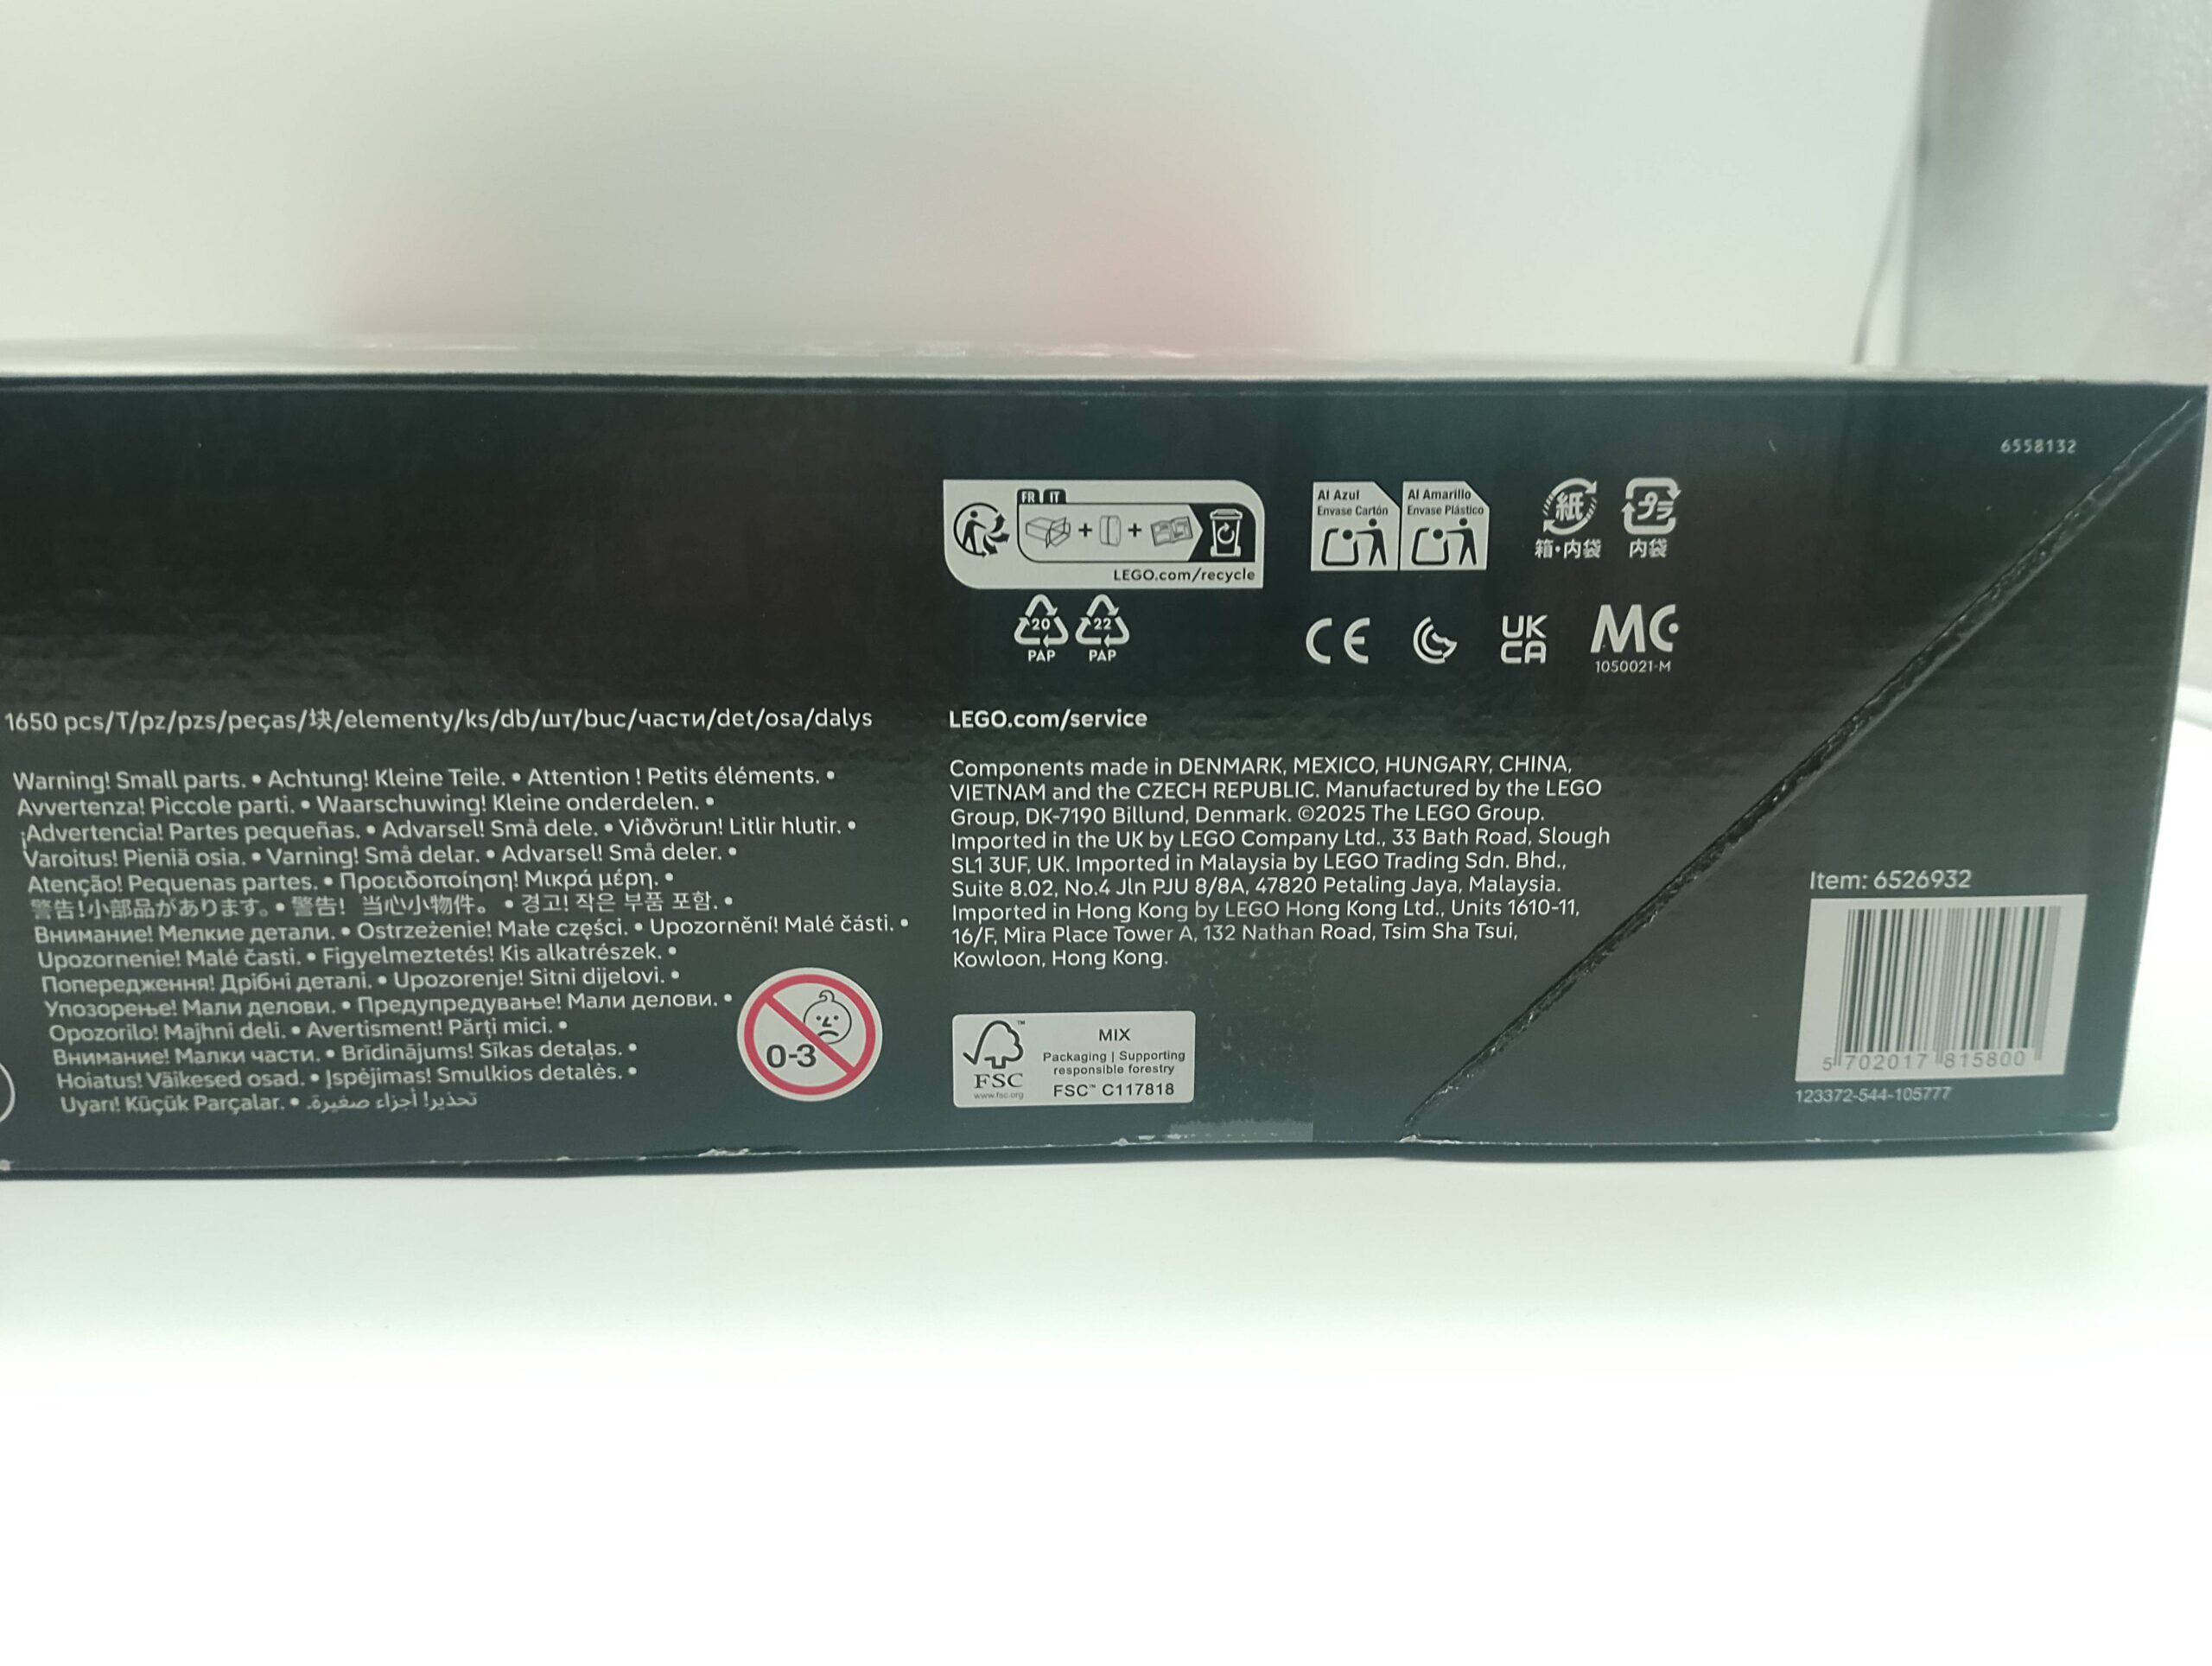 6558132
FR IT
LEGO.com/recycle
Al Azul
Envase Cartón
Al Amarillo
Envase Plástico
紙
箱・内袋
プラ
内袋
20
PAP
22
PAP
CE
UK
CA
MC
1050021-M
1650 pcs/T/pz/pzs/peças/块/elementy/ks/db/шт/buc/части/det/osa/dalys
Warning! Small parts. • Achtung! Kleine Teile. • Attention ! Petits éléments. •
Avvertenza! Piccole parti. • Waarschuwing! Kleine onderdelen. •
¡Advertencia! Partes pequeñas. • Advarsel! Små dele. • Viðvörun! Litlir hlutir. •
Varoitus! Pieniä osia. • Varning! Små delar. • Advarsel! Små deler. •
Atenção! Pequenas partes. • Προειδοποίηση! Μικρά μέρη. •
警告!小部品があります。• 警告! 当心小物件。 • 경고! 작은 부품 포함. •
Внимание! Мелкие детали. • Ostrzeżenie! Małe części. • Upozornění! Malé části. •
Upozornenie! Malé časti. • Figyelmeztetés! Kis alkatrészek. •
Попередження! Дрібні деталі. • Upozorenje! Sitni dijelovi. •
Упозорење! Мали делови. • Предупредување! Мали делови. •
Opozorilo! Majhni deli. • Avertisment! Părți mici. •
Внимание! Малки части. • Brīdinājums! Sīkas detaļas. •
Hoiatus! Väikesed osad. • Įspėjimas! Smulkios detalės. •
Uyarı! Küçük Parçalar. • تحذير! أجزاء صغيرة.
0-3
LEGO.com/service
Components made in DENMARK, MEXICO, HUNGARY, CHINA,
VIETNAM and the CZECH REPUBLIC. Manufactured by the LEGO
Group, DK-7190 Billund, Denmark. ©2025 The LEGO Group.
Imported in the UK by LEGO Company Ltd., 33 Bath Road, Slough
SL1 3UF, UK. Imported in Malaysia by LEGO Trading Sdn. Bhd.,
Suite 8.02, No.4 Jln PJU 8/8A, 47820 Petaling Jaya, Malaysia.
Imported in Hong Kong by LEGO Hong Kong Ltd., Units 1610-11,
16/F, Mira Place Tower A, 132 Nathan Road, Tsim Sha Tsui,
Kowloon, Hong Kong.
FSC™
www.fsc.org
MIX
Packaging | Supporting
responsible forestry
FSC™ C117818
Item: 6526932
5 702017 815800
123372-544-105777